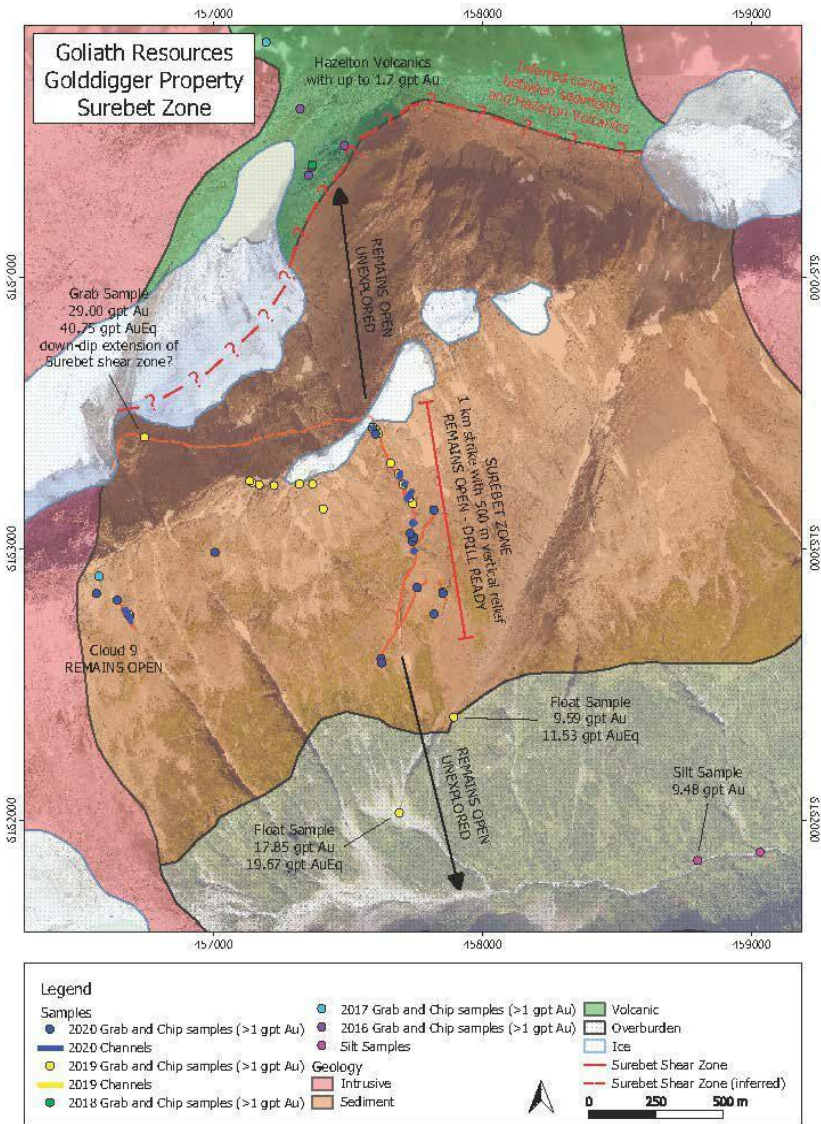 157000
158000
159000
Goliath Resources
Golddigger Property
Surebet Zone
Hazelton Volcanics
with up to 1.7 gpt Au
Inferred contact
between sediments
and Hazelton Volcanics
?
?
?
?
?
?
?
?
?
?
?
?
?
6164000
6164000
REMAINS OPEN
UNEXPLORED
Grab Sample
29.00 gpt Au
40.75 gpt AuEq
down-dip extension of
Surebet shear zone?
SUREBET ZONE
1 km strike with 500 m vertical relief
REMAINS OPEN - DRILL READY
6163000
6163000
Cloud 9
REMAINS OPEN
Float Sample
9.59 gpt Au
11.53 gpt AuEq
REMAINS OPEN
UNEXPLORED
Silt Sample
9.48 gpt Au
6162000
6162000
Float Sample
17.85 gpt Au
19.67 gpt AuEq
157000
158000
159000
Legend
Samples
2020 Grab and Chip samples (>1 gpt Au)
2020 Channels
2019 Grab and Chip samples (>1 gpt Au)
2019 Channels
2018 Grab and Chip samples (>1 gpt Au)
2017 Grab and Chip samples (>1 gpt Au)
2016 Grab and Chip samples (>1 gpt Au)
Silt Samples
Geology
Intrusive
Sediment
Volcanic
Overburden
Ice
Surebet Shear Zone
Surebet Shear Zone (inferred)
0 250 500 m